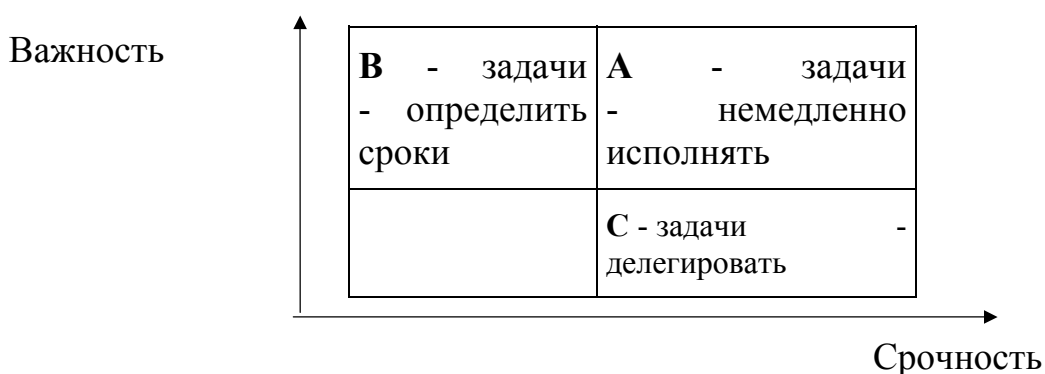 Важность
В - задачи
- определить
сроки
А - задачи
- немедленно
исполнять
С - задачи -
делегировать
Срочность